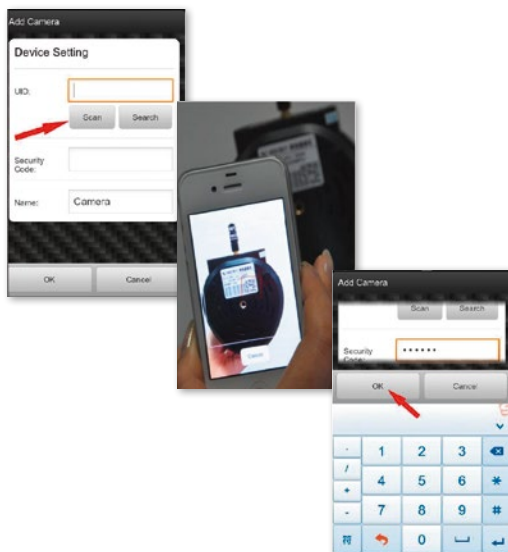 Add Camera
Device Setting
UID:
Scan Search
Security
Code:
Name: Camera
OK Cancel
Cancel
Add Camera
Scan Search
Security
Code:
••••••
OK Cancel
. 1 2 3
/ 4 5 6 *
+
- 7 8 9 #
符 0